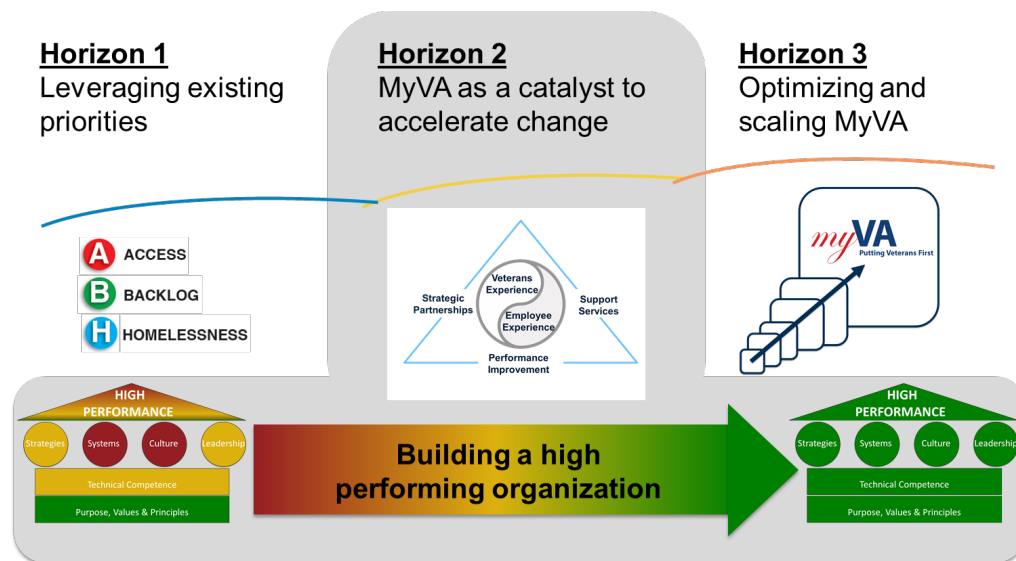 Horizon 1
Leveraging existing
priorities
Horizon 2
MyVA as a catalyst to
accelerate change
Horizon 3
Optimizing and
scaling MyVA
A ACCESS
B BACKLOG
H HOMELESSNESS
Veterans
Experience
Employee
Experience
Strategic
Partnerships
Support
Services
Performance
Improvement
myVA
Putting Veterans First
HIGH
PERFORMANCE
Strategies
Systems
Culture
Leadership
Technical Competence
Purpose, Values & Principles
Building a high
performing organization
HIGH
PERFORMANCE
Strategies
Systems
Culture
Leadership
Technical Competence
Purpose, Values & Principles